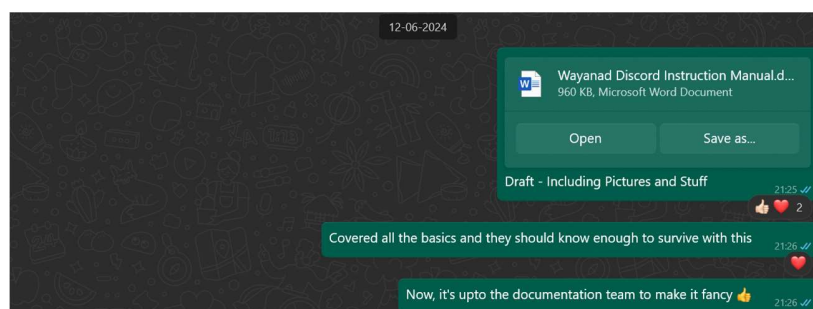 12-06-2024
Wayanad Discord Instruction Manual.d...
960 KB, Microsoft Word Document
Open
Save as...
Draft - Including Pictures and Stuff
21:25
👍🏻❤️ 2
Covered all the basics and they should know enough to survive with this
21:26
❤️
Now, it's upto the documentation team to make it fancy 👍
21:26